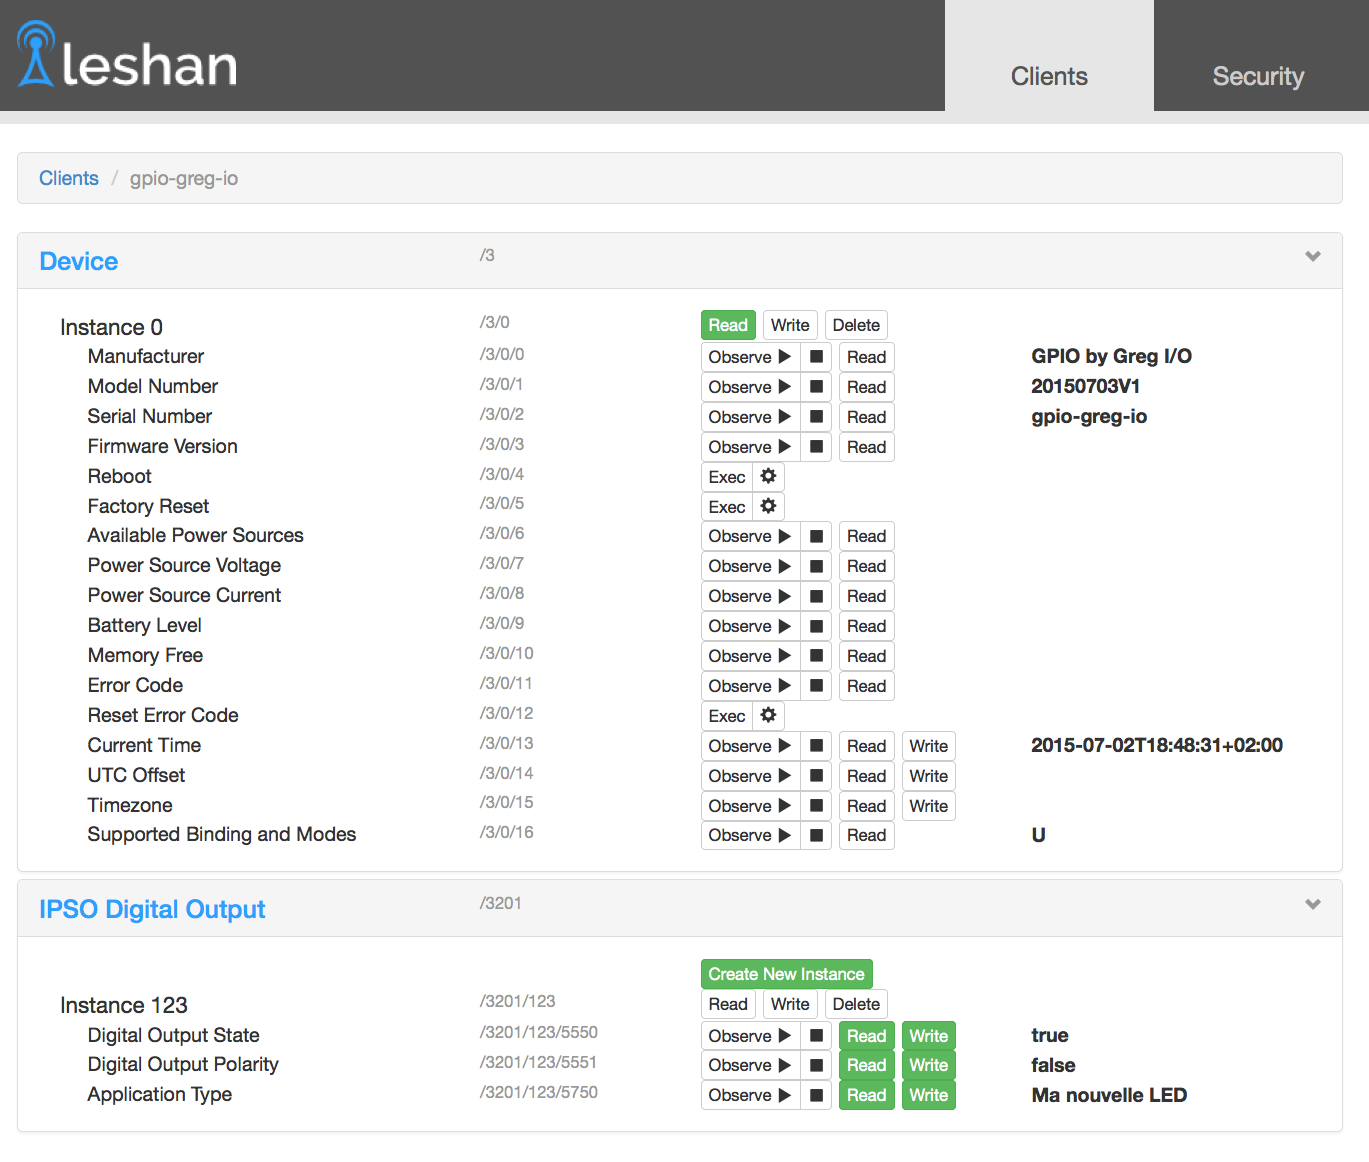 leshan Clients Security
Clients / gpio-greg-io
Device /3
Instance 0 /3/0 Read Write Delete
Manufacturer /3/0/0 Observe Read GPIO by Greg I/O
Model Number /3/0/1 Observe Read 20150703V1
Serial Number /3/0/2 Observe Read gpio-greg-io
Firmware Version /3/0/3 Observe Read
Reboot /3/0/4 Exec
Factory Reset /3/0/5 Exec
Available Power Sources /3/0/6 Observe Read
Power Source Voltage /3/0/7 Observe Read
Power Source Current /3/0/8 Observe Read
Battery Level /3/0/9 Observe Read
Memory Free /3/0/10 Observe Read
Error Code /3/0/11 Observe Read
Reset Error Code /3/0/12 Exec
Current Time /3/0/13 Observe Read Write 2015-07-02T18:48:31+02:00
UTC Offset /3/0/14 Observe Read Write
Timezone /3/0/15 Observe Read Write
Supported Binding and Modes /3/0/16 Observe Read U
IPSO Digital Output /3201
Create New Instance
Instance 123 /3201/123 Read Write Delete
Digital Output State /3201/123/5550 Observe Read Write true
Digital Output Polarity /3201/123/5551 Observe Read Write false
Application Type /3201/123/5750 Observe Read Write Ma nouvelle LED